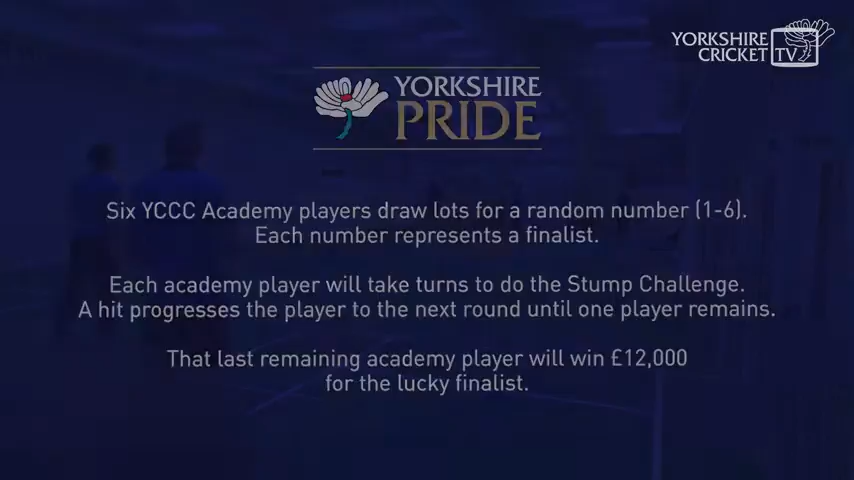 YORKSHIRE
CRICKET TV
YORKSHIRE
PRIDE
Six YCCC Academy players draw lots for a random number (1-6).
Each number represents a finalist.
Each academy player will take turns to do the Stump Challenge.
A hit progresses the player to the next round until one player remains.
That last remaining academy player will win £12,000
for the lucky finalist.